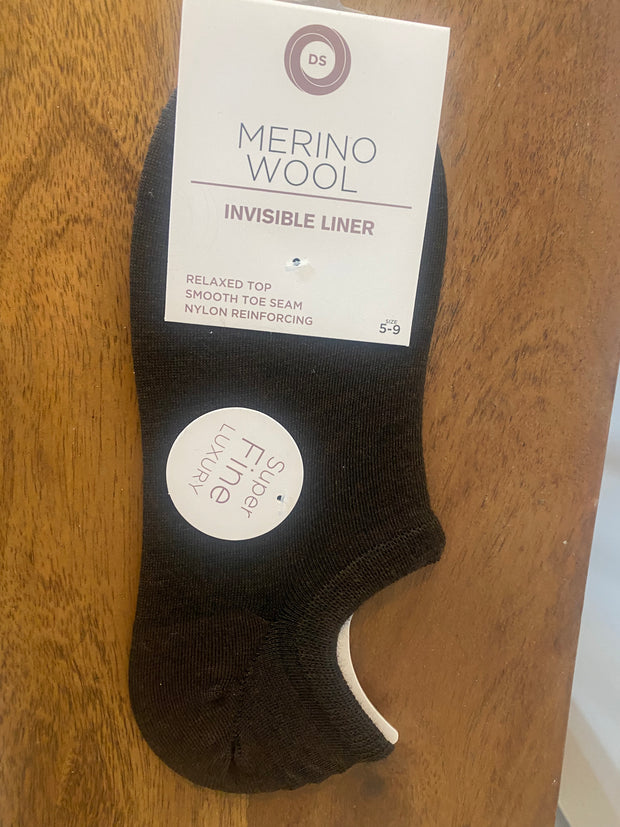 DS
MERINO
WOOL
INVISIBLE LINER
RELAXED TOP
SMOOTH TOE SEAM
NYLON REINFORCING
SIZE
5-9
Super
Fine
LUXURY